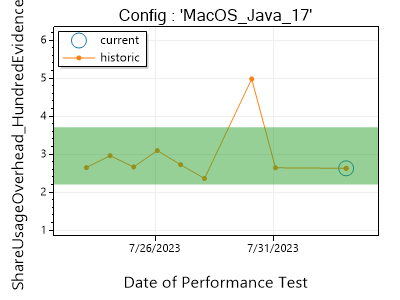 Config : 'MacOS_Java_17'
ShareUsageOverhead_HundredEvidence
current
historic
6
5
4
3
2
1
7/26/2023
7/31/2023
Date of Performance Test